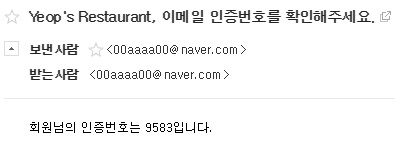 Yeop's Restaurant, 이메일 인증번호를 확인해주세요.
보낸사람 <00aaaa00@naver.com>
받는사람 <00aaaa00@naver.com>
회원님의 인증번호는 9583입니다.